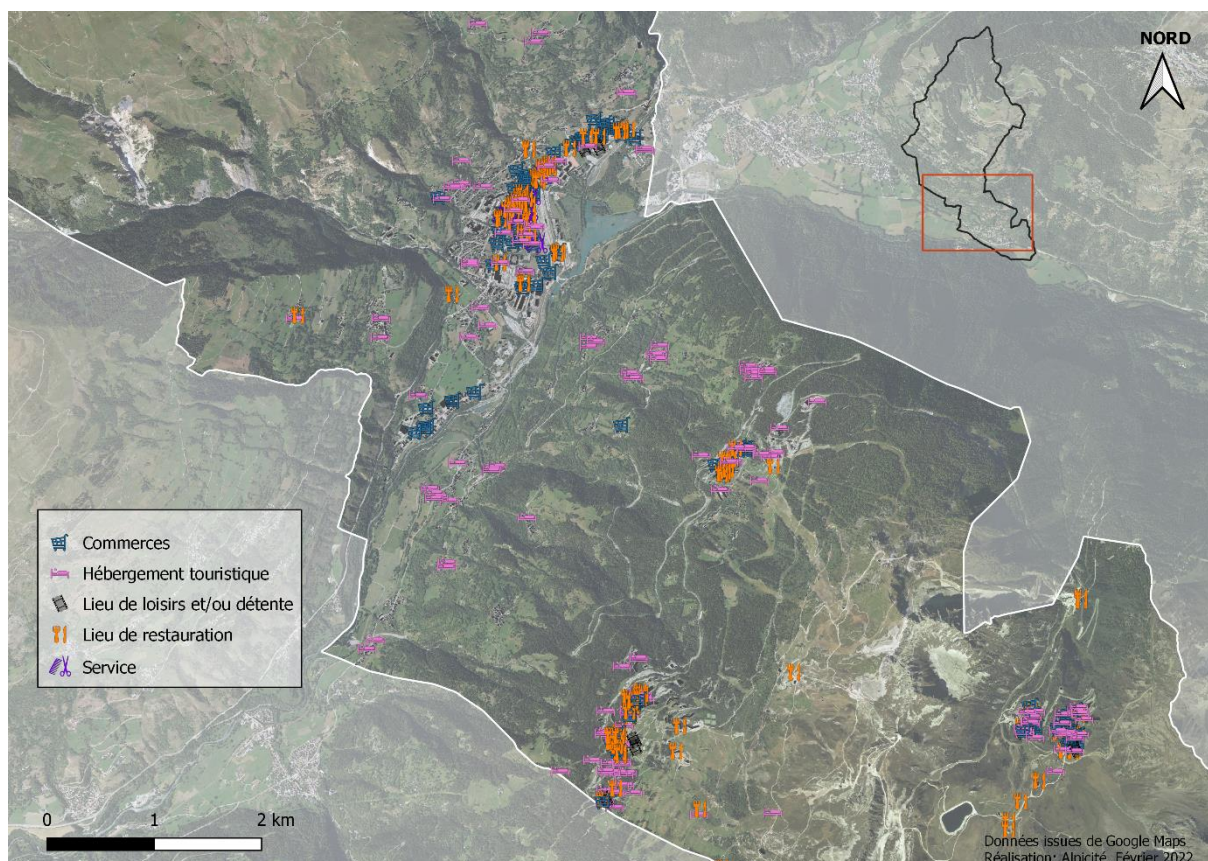 NORD
Commerces
Hébergement touristique
Lieu de loisirs et/ou détente
Lieu de restauration
Service
0 1 2 km
Données issues de Google Maps
Réalisation: Alpicité, Février 2022